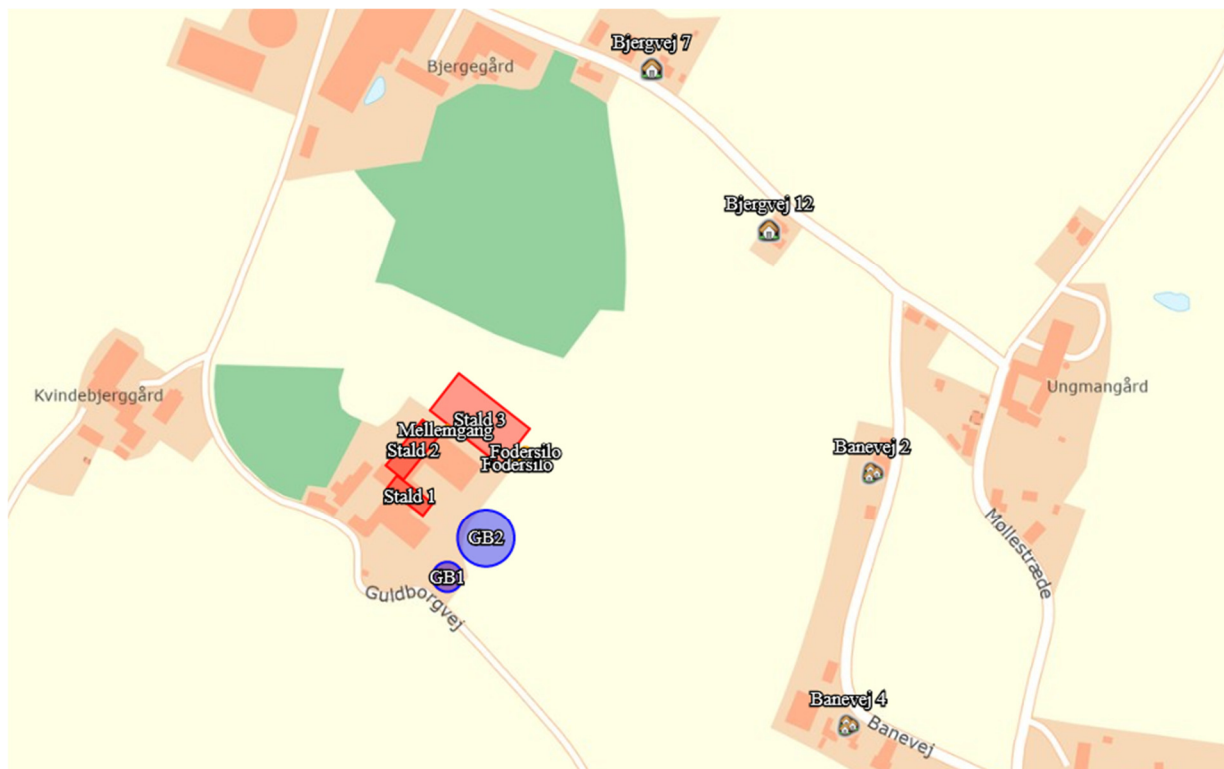 Bjergvej 7
Bjergegård
Bjergvej 12
Kvindebjerggård
Ungmangård
Stald 3
Mellemgang
Stald 2
Fodersilo
Fodersilo
Banevej 2
Stald 1
GB2
Møllestræde
GB1
Guldborgvej
Banevej 4
Banevej